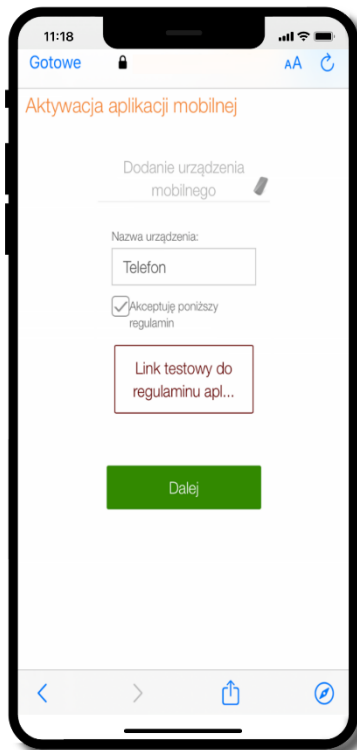 11:18
Gotowe
AA
Aktywacja aplikacji mobilnej
Dodanie urządzenia
mobilnego
Nazwa urządzenia:
Telefon
Akceptuję poniższy
regulamin
Link testowy do
regulaminu apl...
Dalej